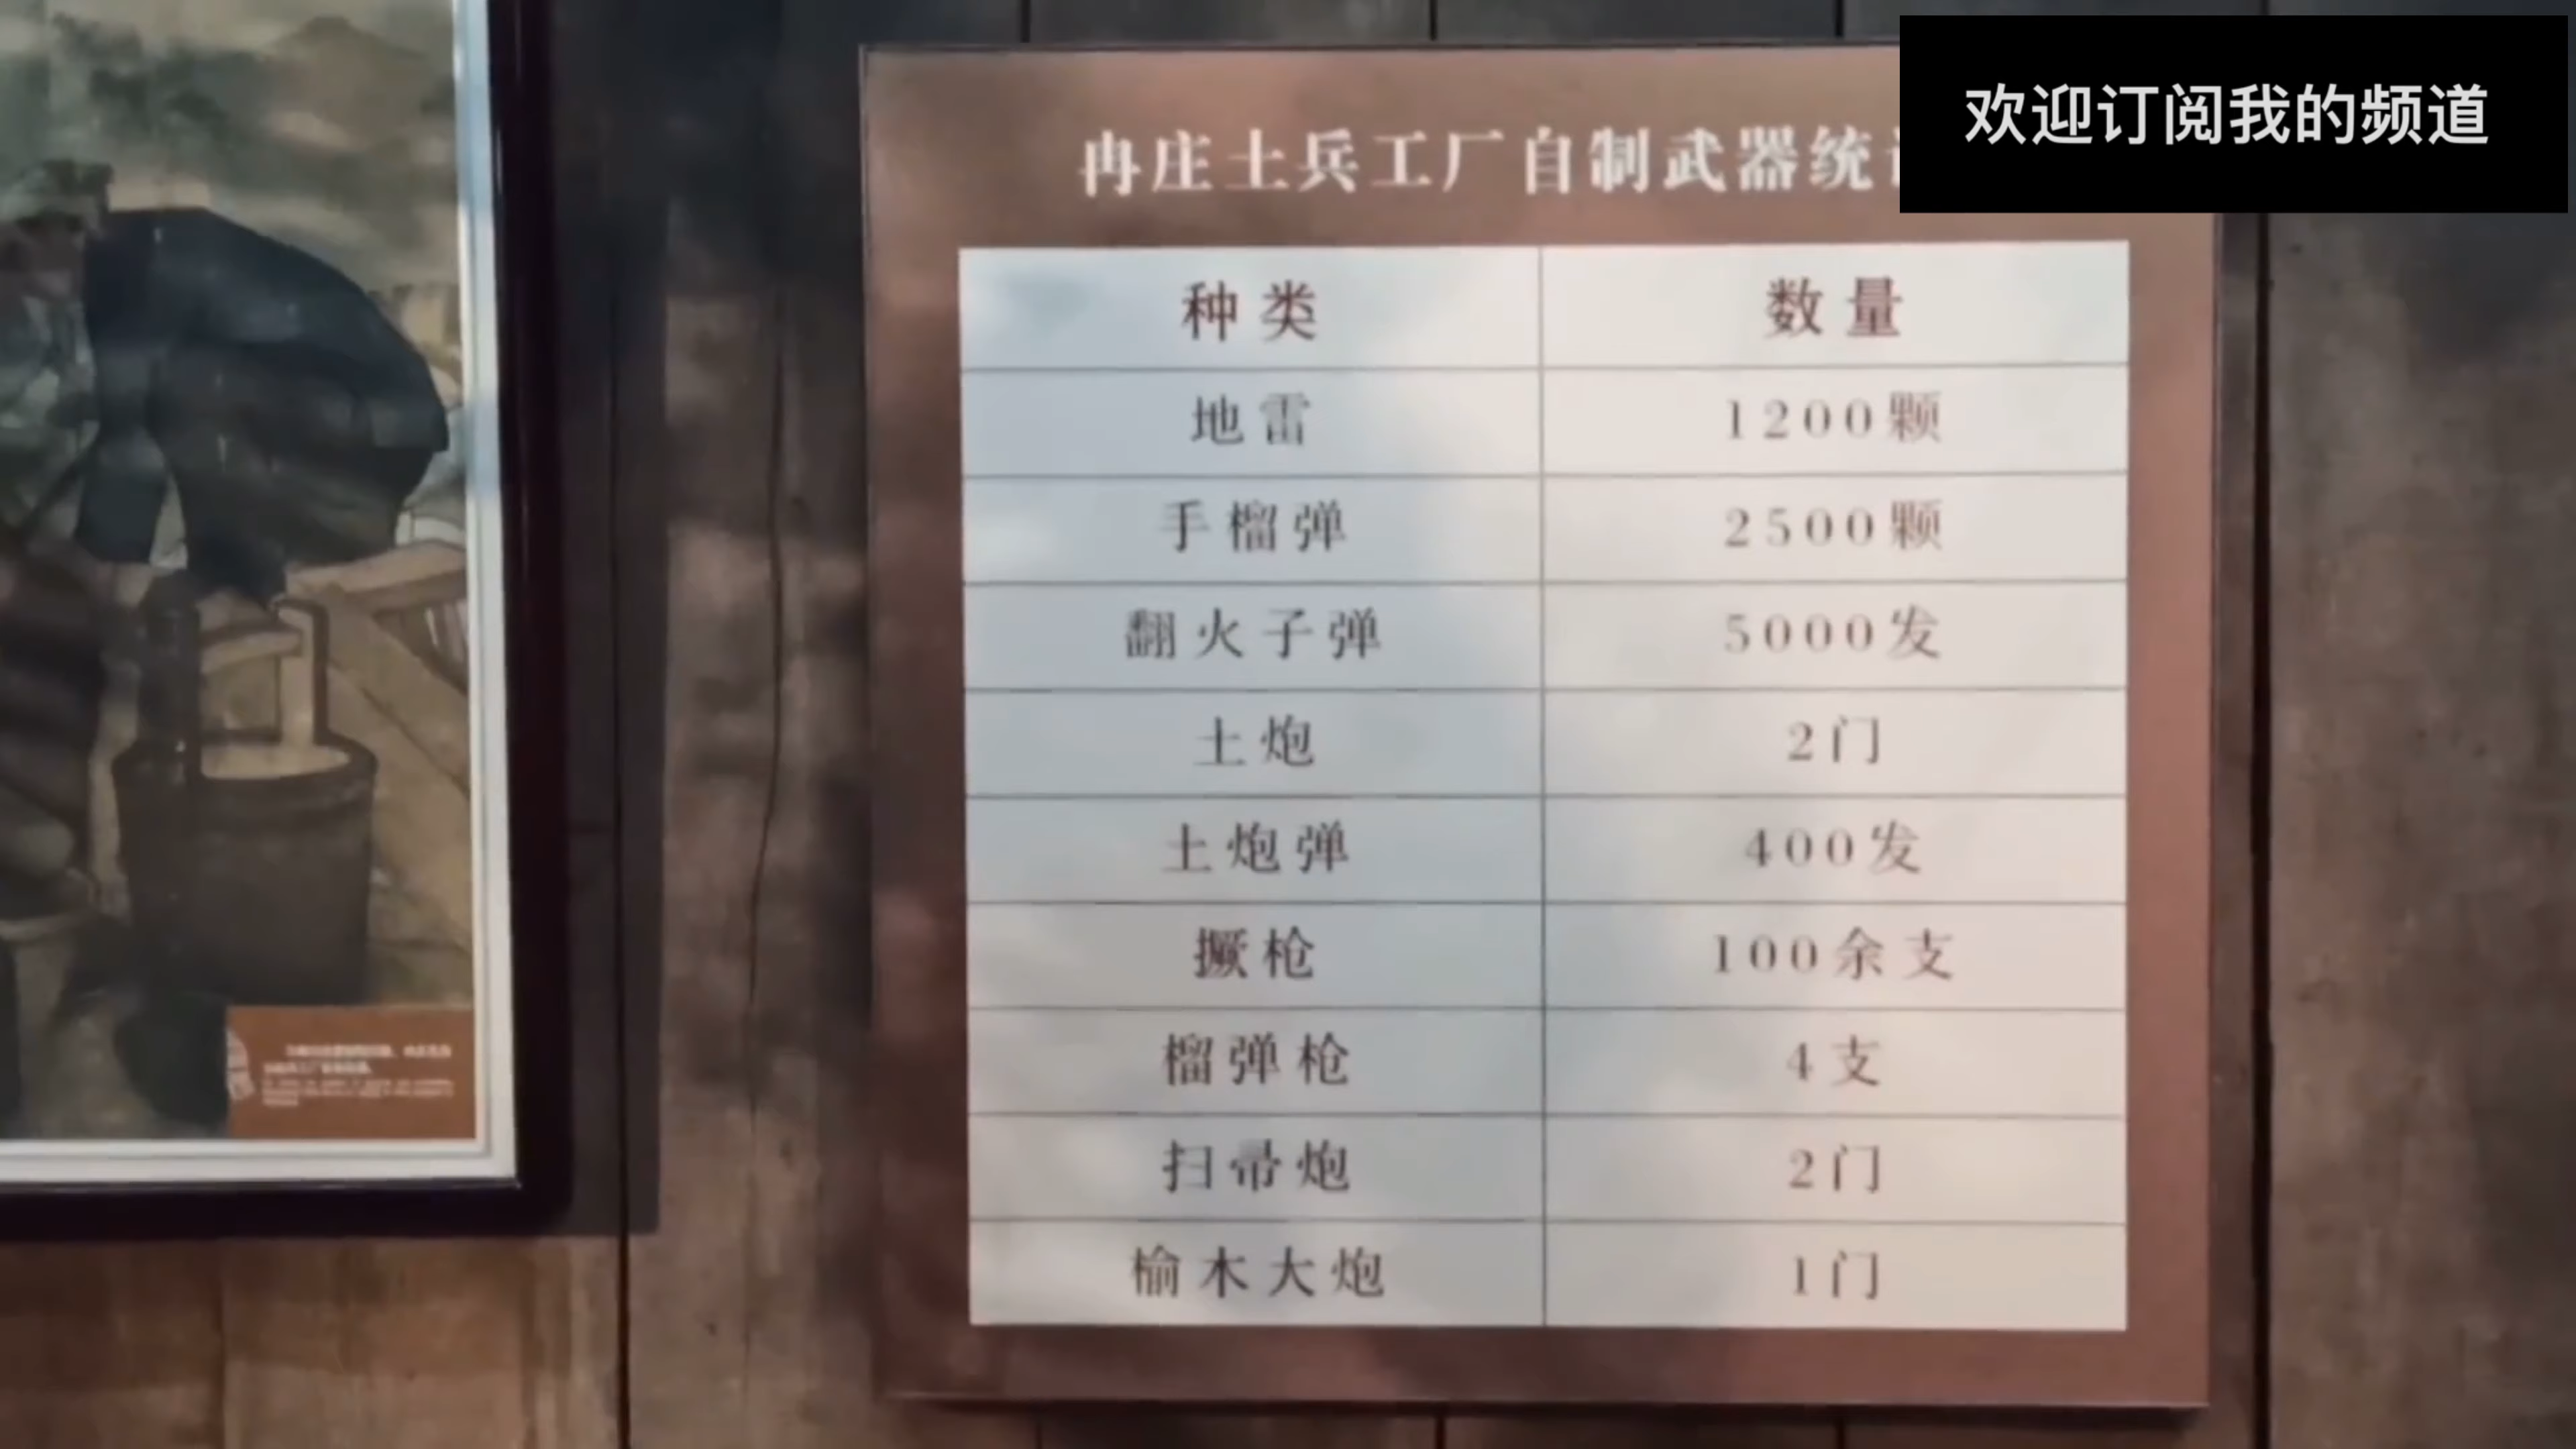 欢迎订阅我的频道
冉庄土兵工厂自制武器统
种类 数量
地雷 1200颗
手榴弹 2500颗
翻火子弹 5000发
土炮 2门
土炮弹 400发
撅枪 100余支
榴弹枪 4支
扫帚炮 2门
榆木大炮 1门